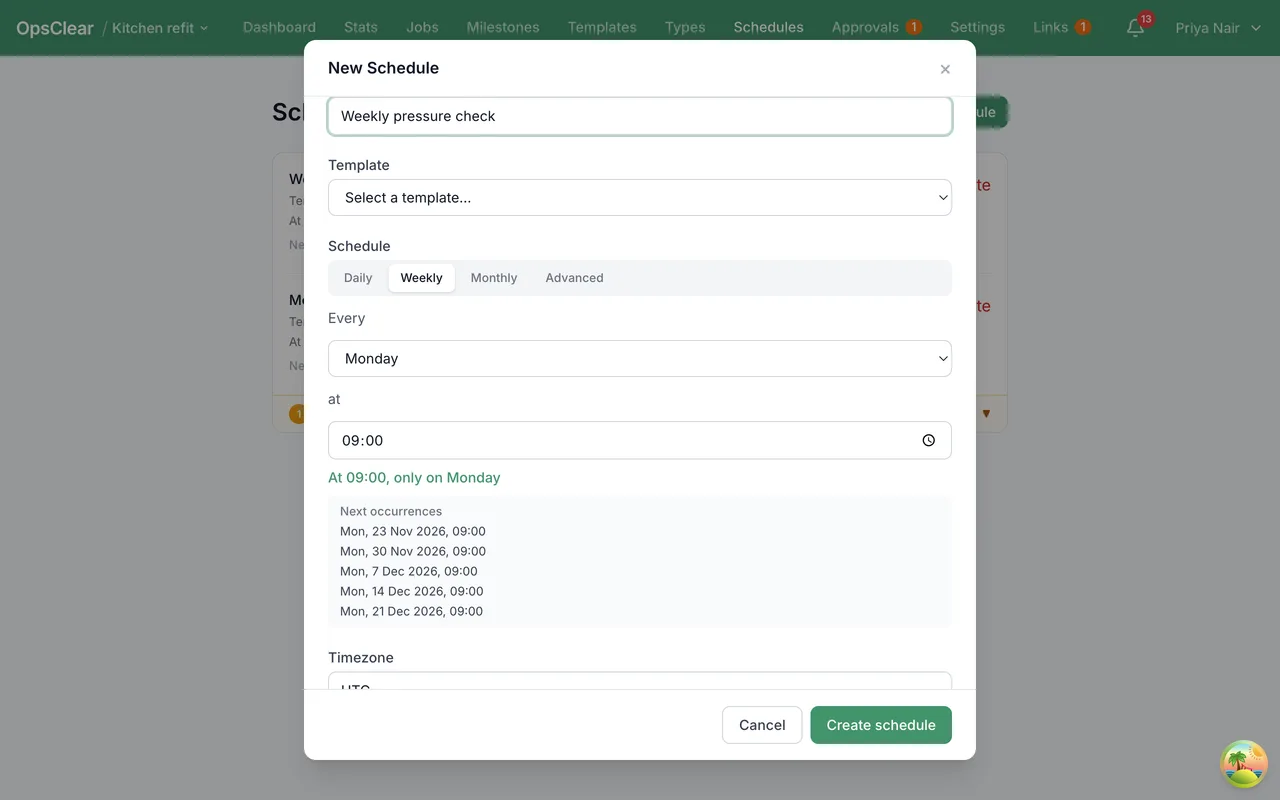 OpsClear / Kitchen refit
Dashboard
Stats
Jobs
Milestones
Templates
Types
Schedules
Approvals 1
Settings
Links 1
13
Priya Nair
New Schedule
Weekly pressure check
Template
Select a template...
Schedule
Daily
Weekly
Monthly
Advanced
Every
Monday
at
09:00
At 09:00, only on Monday
Next occurrences
Mon, 23 Nov 2026, 09:00
Mon, 30 Nov 2026, 09:00
Mon, 7 Dec 2026, 09:00
Mon, 14 Dec 2026, 09:00
Mon, 21 Dec 2026, 09:00
Timezone
Cancel
Create schedule
At
At
1